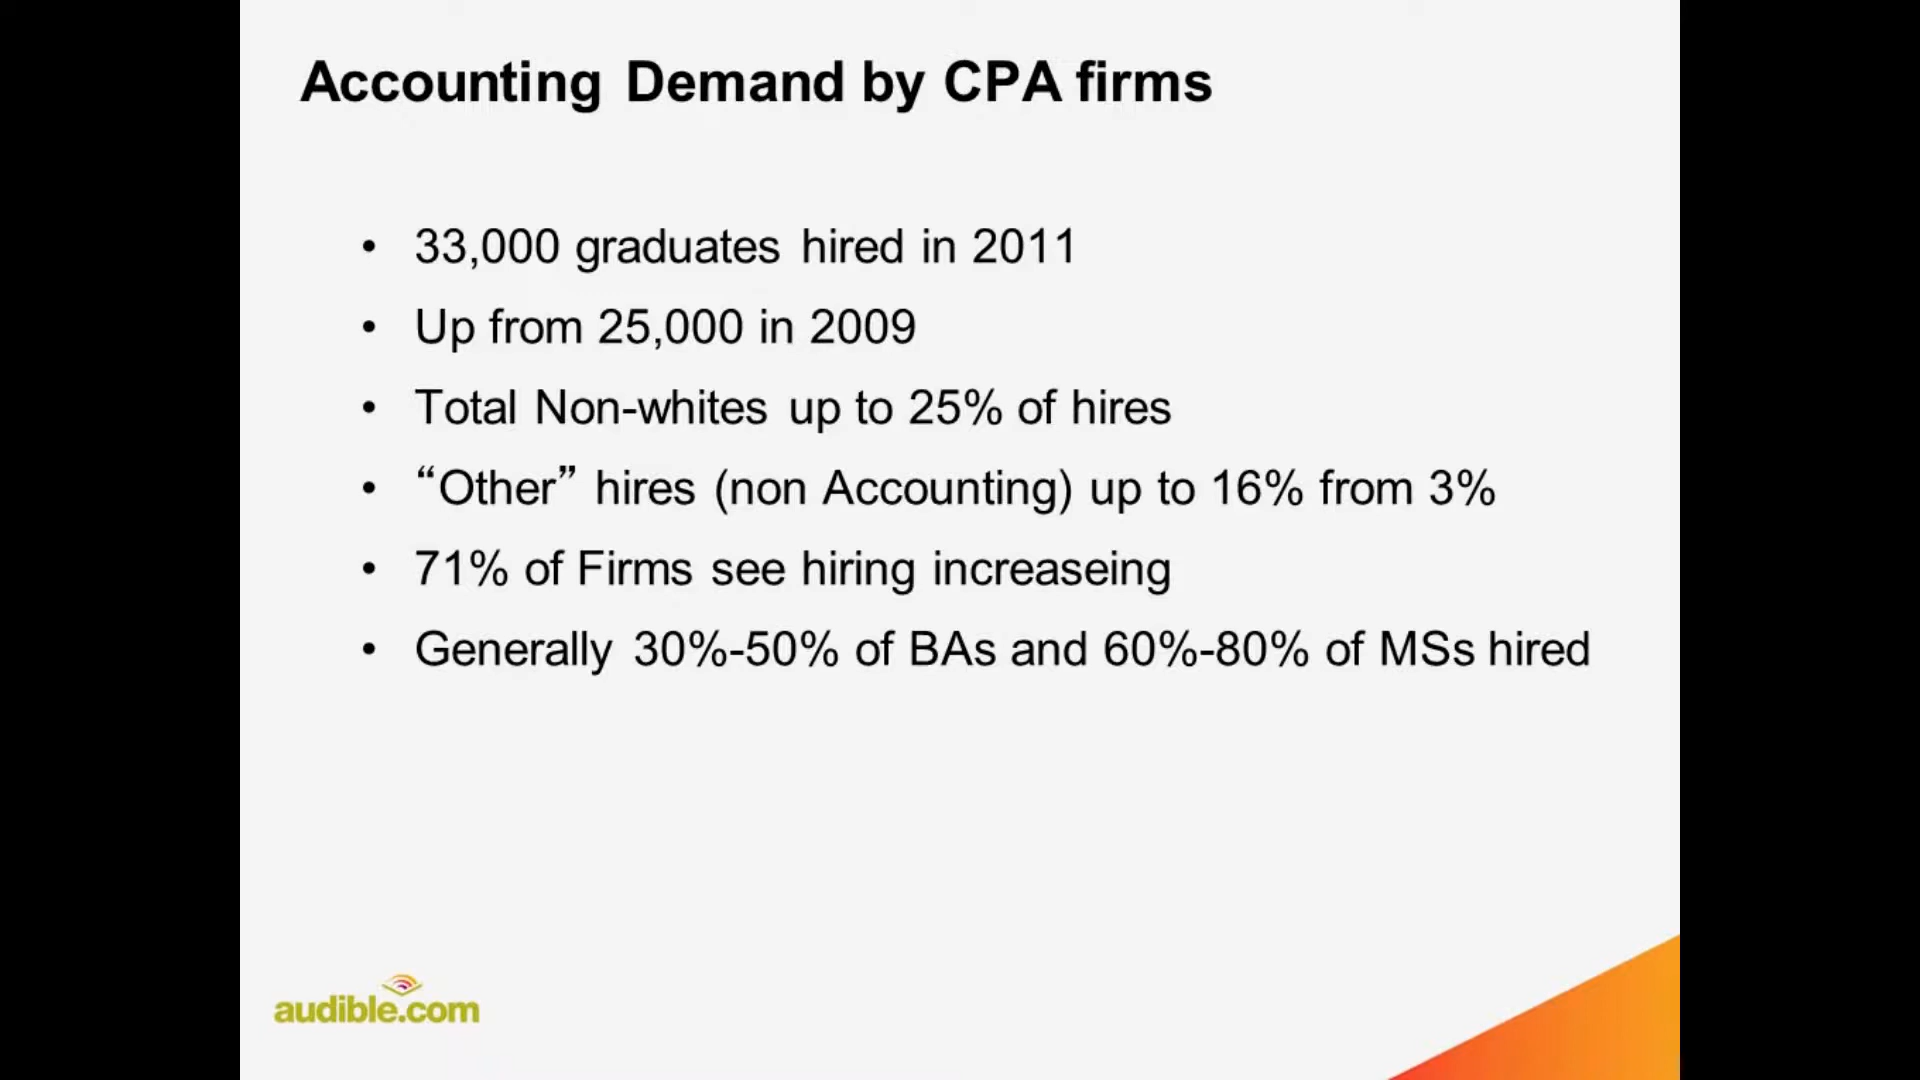 Accounting Demand by CPA firms
• 33,000 graduates hired in 2011
• Up from 25,000 in 2009
• Total Non-whites up to 25% of hires
• “Other” hires (non Accounting) up to 16% from 3%
• 71% of Firms see hiring increaseing
• Generally 30%-50% of BAs and 60%-80% of MSs hired
audible.com